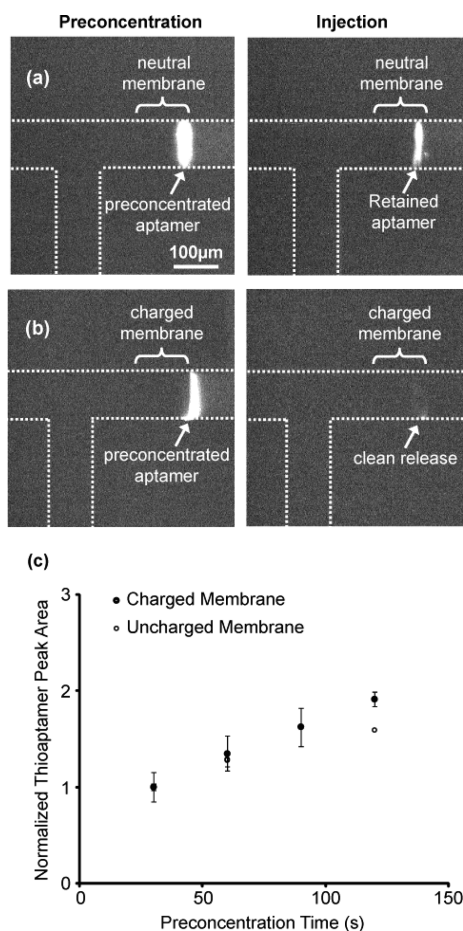 Preconcentration
Injection
(a)
neutral
membrane
preconcentrated
aptamer
100µm
neutral
membrane
Retained
aptamer
(b)
charged
membrane
preconcentrated
aptamer
charged
membrane
clean release
(c)
Normalized Thioaptamer Peak Area
3
2
1
0
Charged Membrane
Uncharged Membrane
0
50
100
150
Preconcentration Time (s)